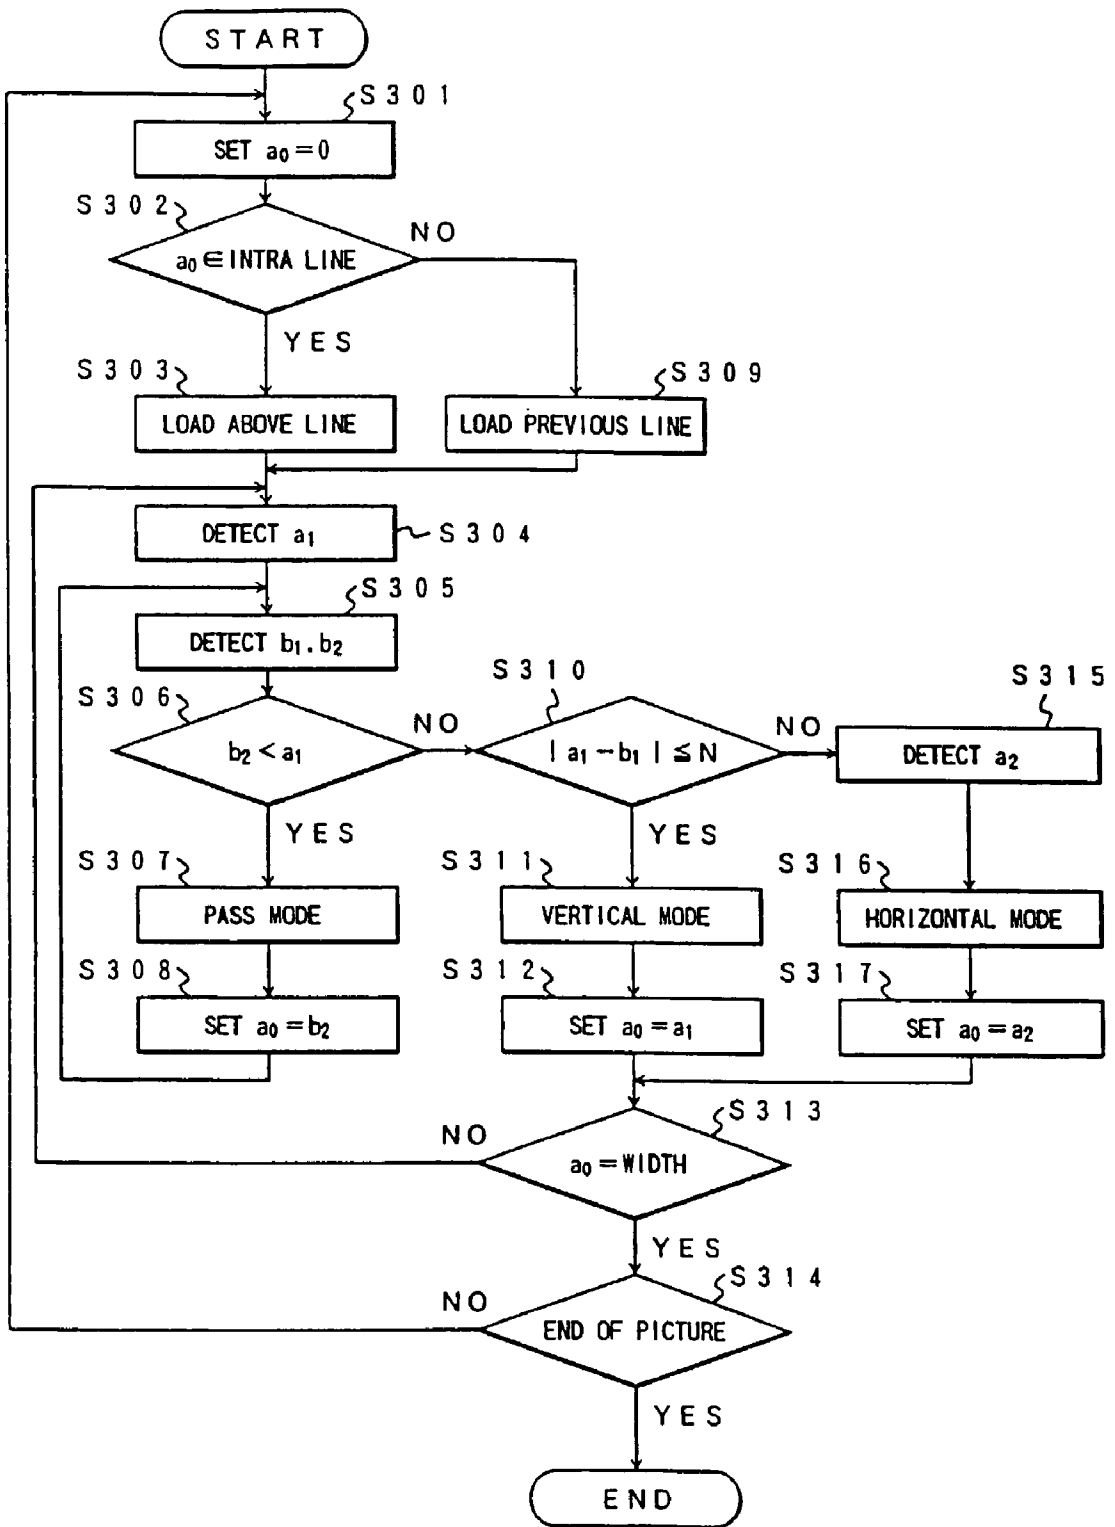 START
S301
SET a₀=0
S302
a₀∈INTRA LINE
NO
YES
S303
LOAD ABOVE LINE
S309
LOAD PREVIOUS LINE
DETECT a₁
S304
S305
DETECT b₁.b₂
S306
b₂<a₁
NO
YES
S310
|a₁-b₁|≦N
NO
YES
S315
DETECT a₂
S307
PASS MODE
S311
VERTICAL MODE
S316
HORIZONTAL MODE
S308
SET a₀=b₂
S312
SET a₀=a₁
S317
SET a₀=a₂
S313
a₀=WIDTH
NO
YES
S314
END OF PICTURE
NO
YES
END